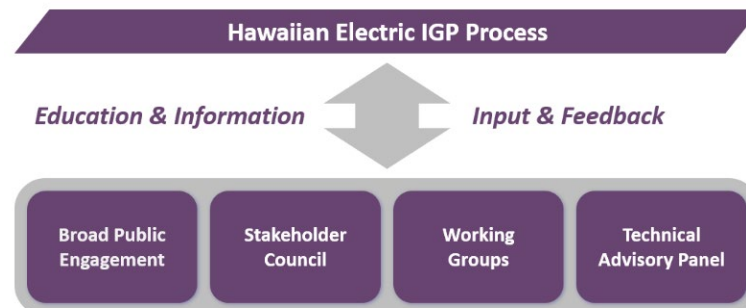 Hawaiian Electric IGP Process
Education & Information
Input & Feedback
Broad Public
Engagement
Stakeholder
Council
Working
Groups
Technical
Advisory Panel